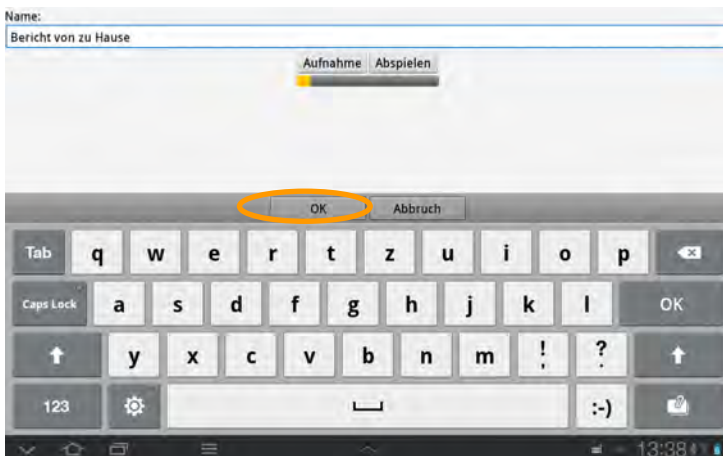 Name:
Bericht von zu Hause
Aufnahme Abspielen
OK Abbruch
Tab q w e r t z u i o p
Caps Lock a s d f g h j k l OK
y x c v b n m ! , ? .
123 :-)
13:38